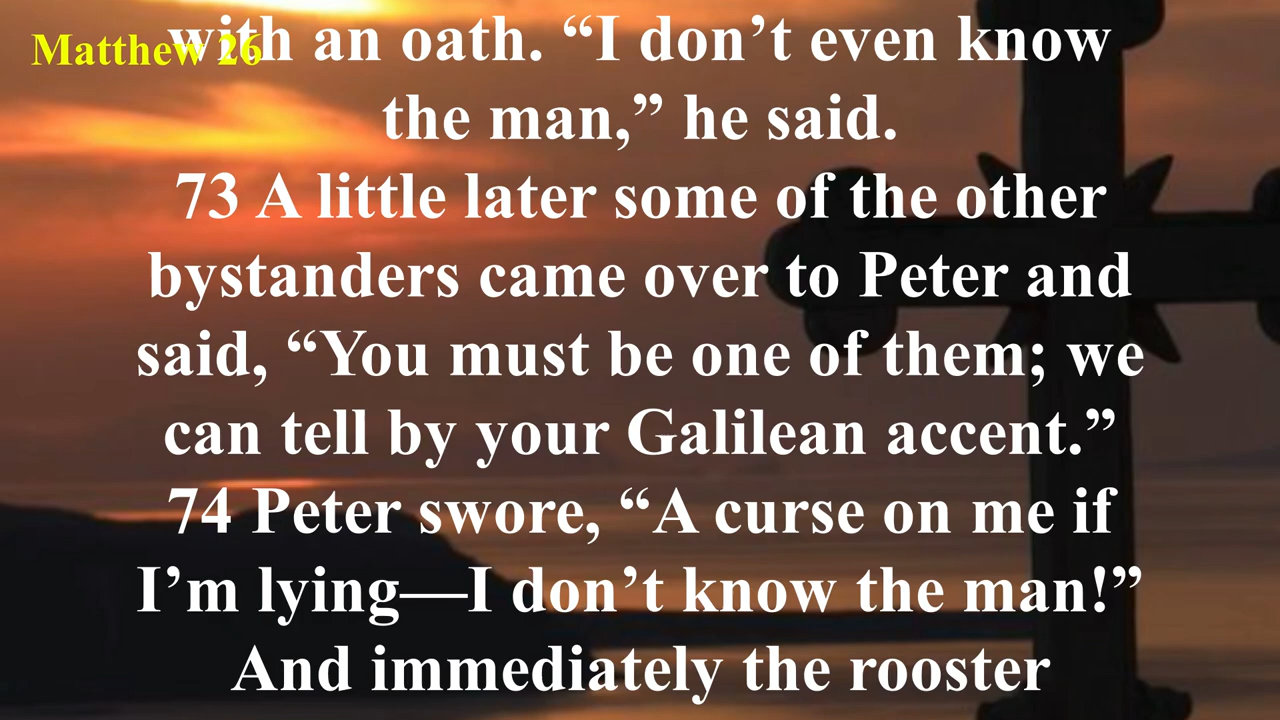 Matthew 26
with an oath. “I don’t even know
the man,” he said.
73 A little later some of the other
bystanders came over to Peter and
said, “You must be one of them; we
can tell by your Galilean accent.”
74 Peter swore, “A curse on me if
I’m lying—I don’t know the man!”
And immediately the rooster